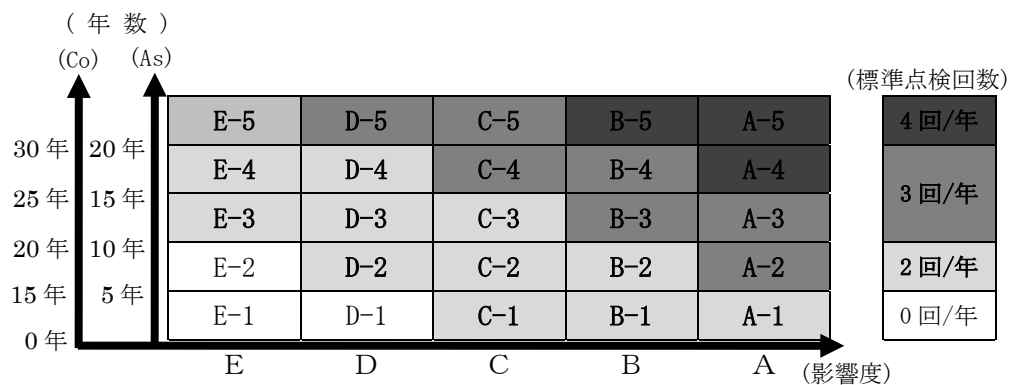 (年数)
(Co) (As)
(標準点検回数)
E-5 D-5 C-5 B-5 A-5 4回/年
30年 20年
E-4 D-4 C-4 B-4 A-4
25年 15年 3回/年
E-3 D-3 C-3 B-3 A-3
20年 10年
E-2 D-2 C-2 B-2 A-2 2回/年
15年 5年
E-1 D-1 C-1 B-1 A-1 0回/年
0年
E D C B A (影響度)